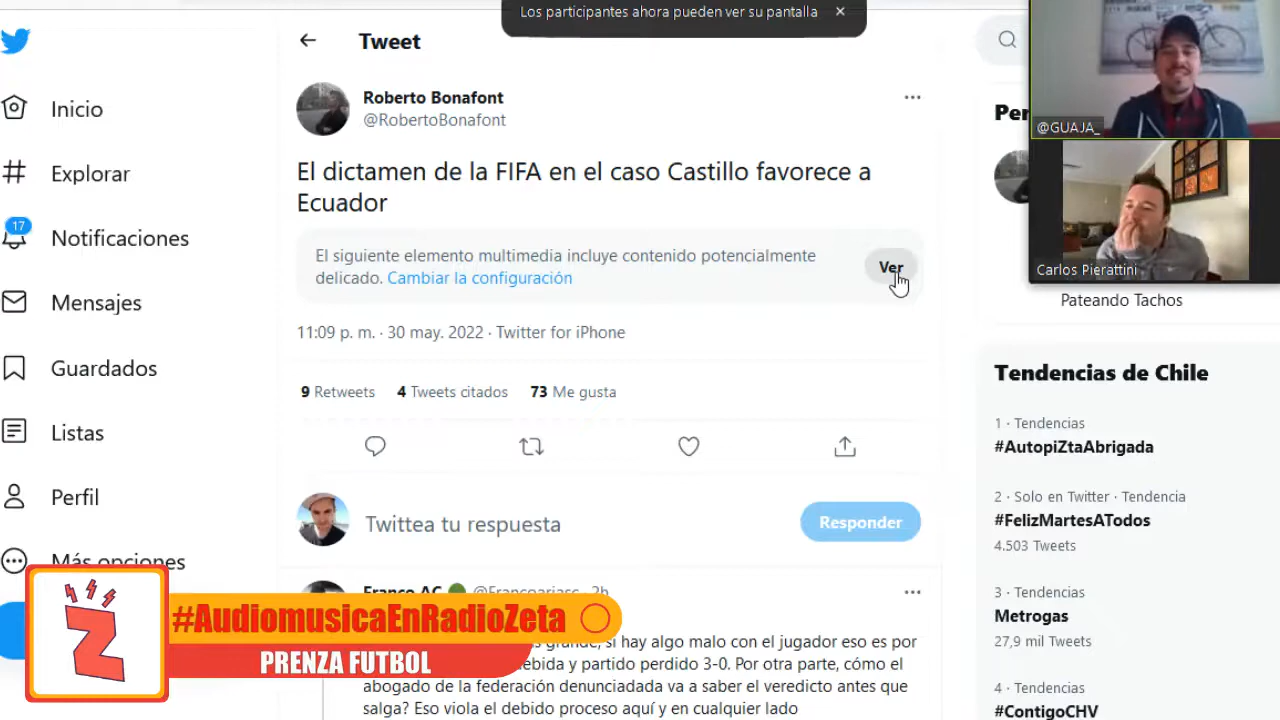 Los participantes ahora pueden ver su pantalla ×
Tweet
Inicio
Explorar
17
Notificaciones
Mensajes
Guardados
Listas
Perfil
Más opciones
Roberto Bonafont
@RobertoBonafont
El dictamen de la FIFA en el caso Castillo favorece a
Ecuador
El siguiente elemento multimedia incluye contenido potencialmente
delicado. Cambiar la configuración
Ver
11:09 p. m. · 30 may. 2022 · Twitter for iPhone
9 Retweets 4 Tweets citados 73 Me gusta
Twittea tu respuesta
Responder
Franco AC
2h
si hay algo malo con el jugador eso es por
y partido perdido 3-0. Por otra parte, cómo el
abogado de la federación denunciadada va a saber el veredicto antes que
salga? Eso viola el debido proceso aquí y en cualquier lado
@GUAJA_
Carlos Pierattini
Per
Pateando Tachos
Tendencias de Chile
1 · Tendencias
#AutopiZtaAbrigada
2 · Solo en Twitter · Tendencia
#FelizMartesATodos
4.503 Tweets
3 · Tendencias
Metrogas
27,9 mil Tweets
4 · Tendencias
#ContigoCHV
Z
#AudiomusicaEnRadioZeta
PRENZA FUTBOL